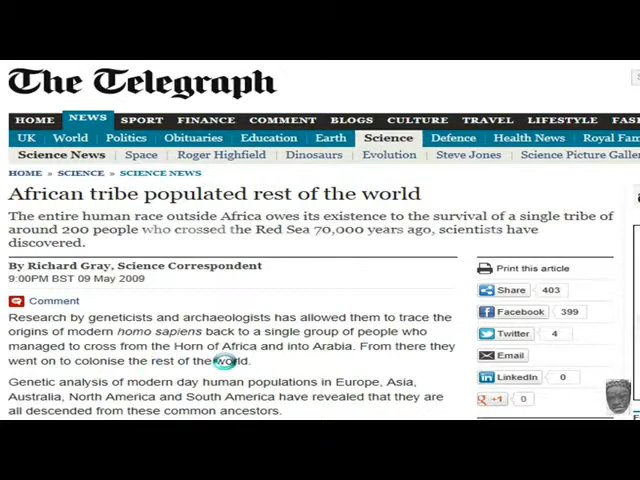 The Telegraph
HOME NEWS SPORT FINANCE COMMENT BLOGS CULTURE TRAVEL LIFESTYLE
UK World Politics Obituaries Education Earth Science Defence Health News Royal
Science News Space Roger Highfield Dinosaurs Evolution Steve Jones Science Picture
HOME » SCIENCE » SCIENCE NEWS
African tribe populated rest of the world
The entire human race outside Africa owes its existence to the survival of a single tribe of
around 200 people who crossed the Red Sea 70,000 years ago, scientists have
discovered.
By Richard Gray, Science Correspondent
9:00PM BST 09 May 2009
Comment
Research by geneticists and archaeologists has allowed them to trace the
origins of modern homo sapiens back to a single group of people who
managed to cross from the Horn of Africa and into Arabia. From there they
went on to colonise the rest of the world.
Genetic analysis of modern day human populations in Europe, Asia,
Australia, North America and South America have revealed that they are
all descended from these common ancestors.
Print this article
Share 403
Facebook 399
Twitter 4
Email
LinkedIn 0
+1 0